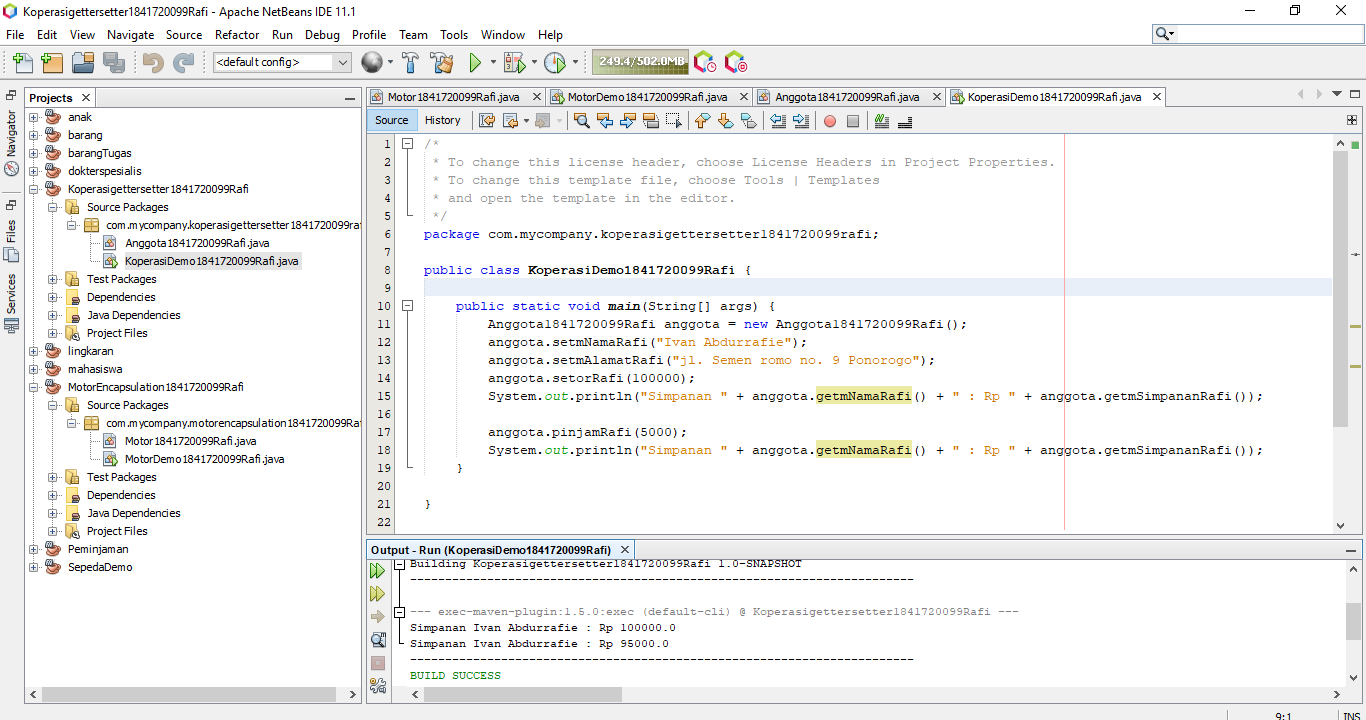 Koperasigettersetter1841720099Rafi - Apache NetBeans IDE 11.1
File Edit View Navigate Source Refactor Run Debug Profile Team Tools Window Help
<default config>
249.4/502.0MB
Projects
Navigator
Files
Services
anak
barang
barangTugas
dokterspesialis
Koperasigettersetter1841720099Rafi
Source Packages
com.mycompany.koperasigettersetter1841720099raf
Anggota1841720099Rafi.java
KoperasiDemo1841720099Rafi.java
Test Packages
Dependencies
Java Dependencies
Project Files
lingkaran
mahasiswa
MotorEncapsulation1841720099Rafi
Source Packages
com.mycompany.motorencapsulation1841720099Ra
Motor1841720099Rafi.java
MotorDemo1841720099Rafi.java
Test Packages
Dependencies
Java Dependencies
Project Files
Peminjaman
SepedaDemo
Motor1841720099Rafi.java MotorDemo1841720099Rafi.java Anggota1841720099Rafi.java KoperasiDemo1841720099Rafi.java
Source History
1 /*
2 * To change this license header, choose License Headers in Project Properties.
3 * To change this template file, choose Tools | Templates
4 * and open the template in the editor.
5 */
6 package com.mycompany.koperasigettersetter1841720099rafi;
7
8 public class KoperasiDemo1841720099Rafi {
9
10 public static void main(String[] args) {
11 Anggota1841720099Rafi anggota = new Anggota1841720099Rafi();
12 anggota.setmNamaRafi("Ivan Abdurrafie");
13 anggota.setmAlamatRafi("jl. Semen romo no. 9 Ponorogo");
14 anggota.setorRafi(100000);
15 System.out.println("Simpanan " + anggota.getmNamaRafi() + " : Rp " + anggota.getmSimpananRafi());
16
17 anggota.pinjamRafi(5000);
18 System.out.println("Simpanan " + anggota.getmNamaRafi() + " : Rp " + anggota.getmSimpananRafi());
19 }
20
21 }
22
Output - Run (KoperasiDemo1841720099Rafi)
Building Koperasigettersetter1841720099Rafi 1.0-SNAPSHOT
------------------------------------------------------------------------
--- exec-maven-plugin:1.5.0:exec (default-cli) @ Koperasigettersetter1841720099Rafi ---
Simpanan Ivan Abdurrafie : Rp 100000.0
Simpanan Ivan Abdurrafie : Rp 95000.0
------------------------------------------------------------------------
BUILD SUCCESS
9:1 INS